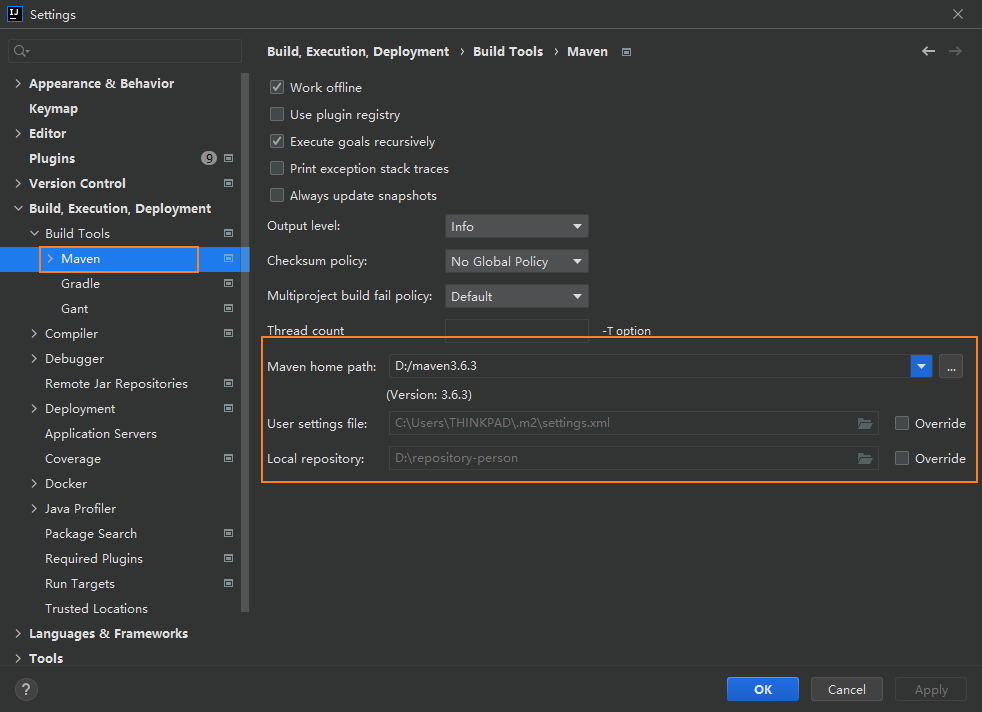 Settings
Build, Execution, Deployment › Build Tools › Maven
Appearance & Behavior
Keymap
Editor
Plugins 9
Version Control
Build, Execution, Deployment
Build Tools
Maven
Gradle
Gant
Compiler
Debugger
Remote Jar Repositories
Deployment
Application Servers
Coverage
Docker
Java Profiler
Package Search
Required Plugins
Run Targets
Trusted Locations
Languages & Frameworks
Tools
Work offline
Use plugin registry
Execute goals recursively
Print exception stack traces
Always update snapshots
Output level: Info
Checksum policy: No Global Policy
Multiproject build fail policy: Default
Thread count -T option
Maven home path: D:/maven3.6.3 ...
(Version: 3.6.3)
User settings file: C:\Users\THINKPAD\.m2\settings.xml Override
Local repository: D:\repository-person Override
? OK Cancel Apply